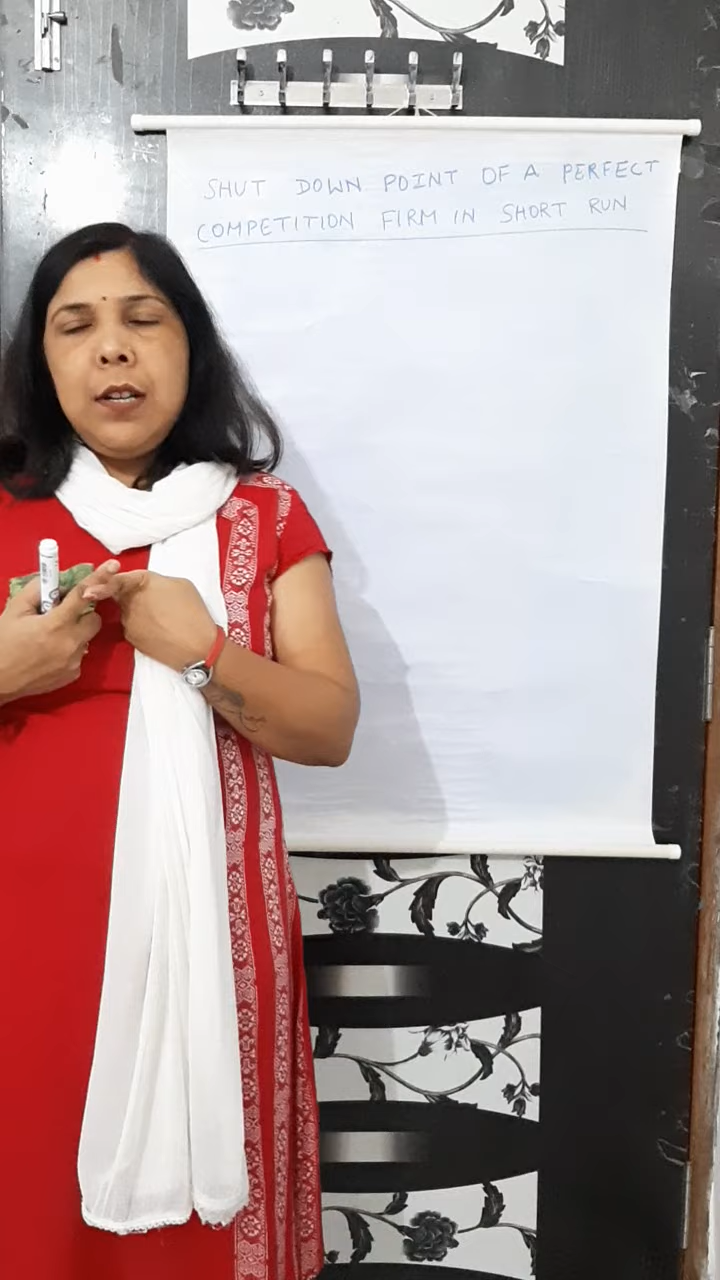 SHUT DOWN POINT OF A PERFECT
COMPETITION FIRM IN SHORT RUN